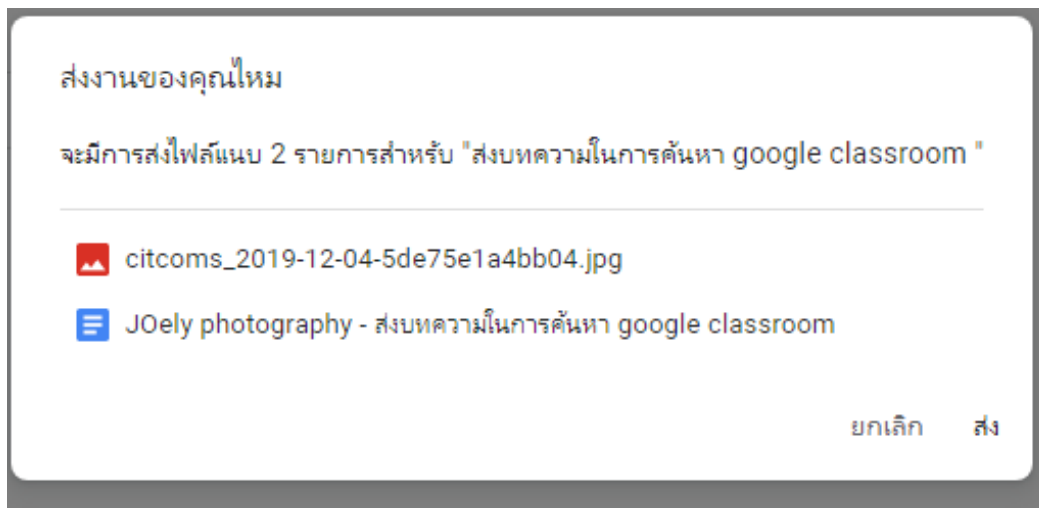 ส่งงานของคุณไหม
จะมีการส่งไฟล์แนบ 2 รายการสำหรับ "ส่งบทความในการค้นหา google classroom "
citcoms_2019-12-04-5de75e1a4bb04.jpg
JOely photography - ส่งบทความในการค้นหา google classroom
ยกเลิก ส่ง